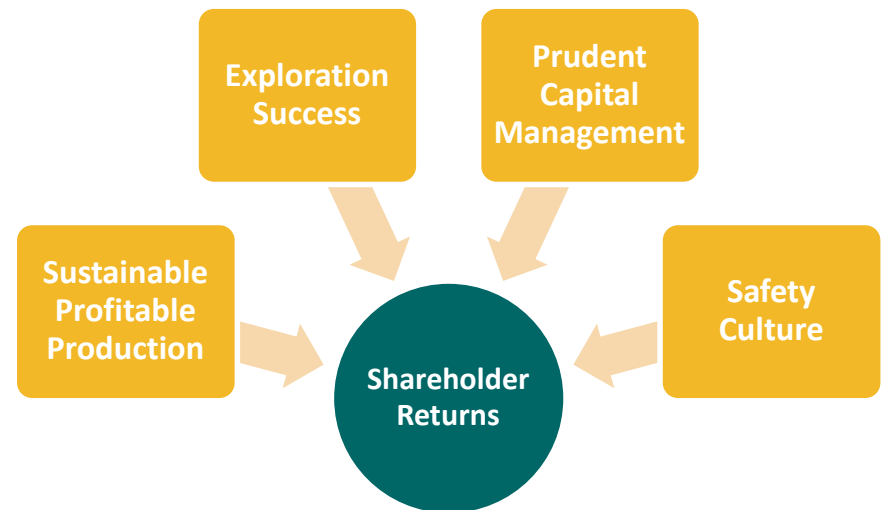 Exploration
Success
Prudent
Capital
Management
Sustainable
Profitable
Production
Safety
Culture
Shareholder
Returns